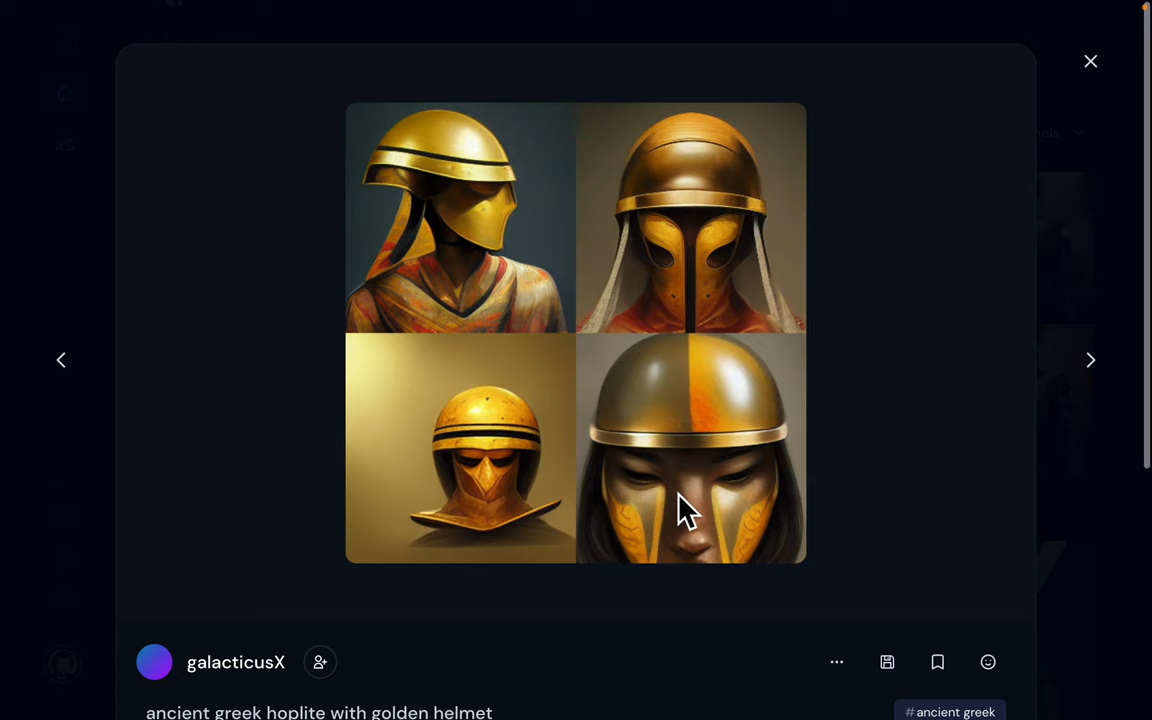 galacticusX
ancient greek hoplite with golden helmet
#ancient greek